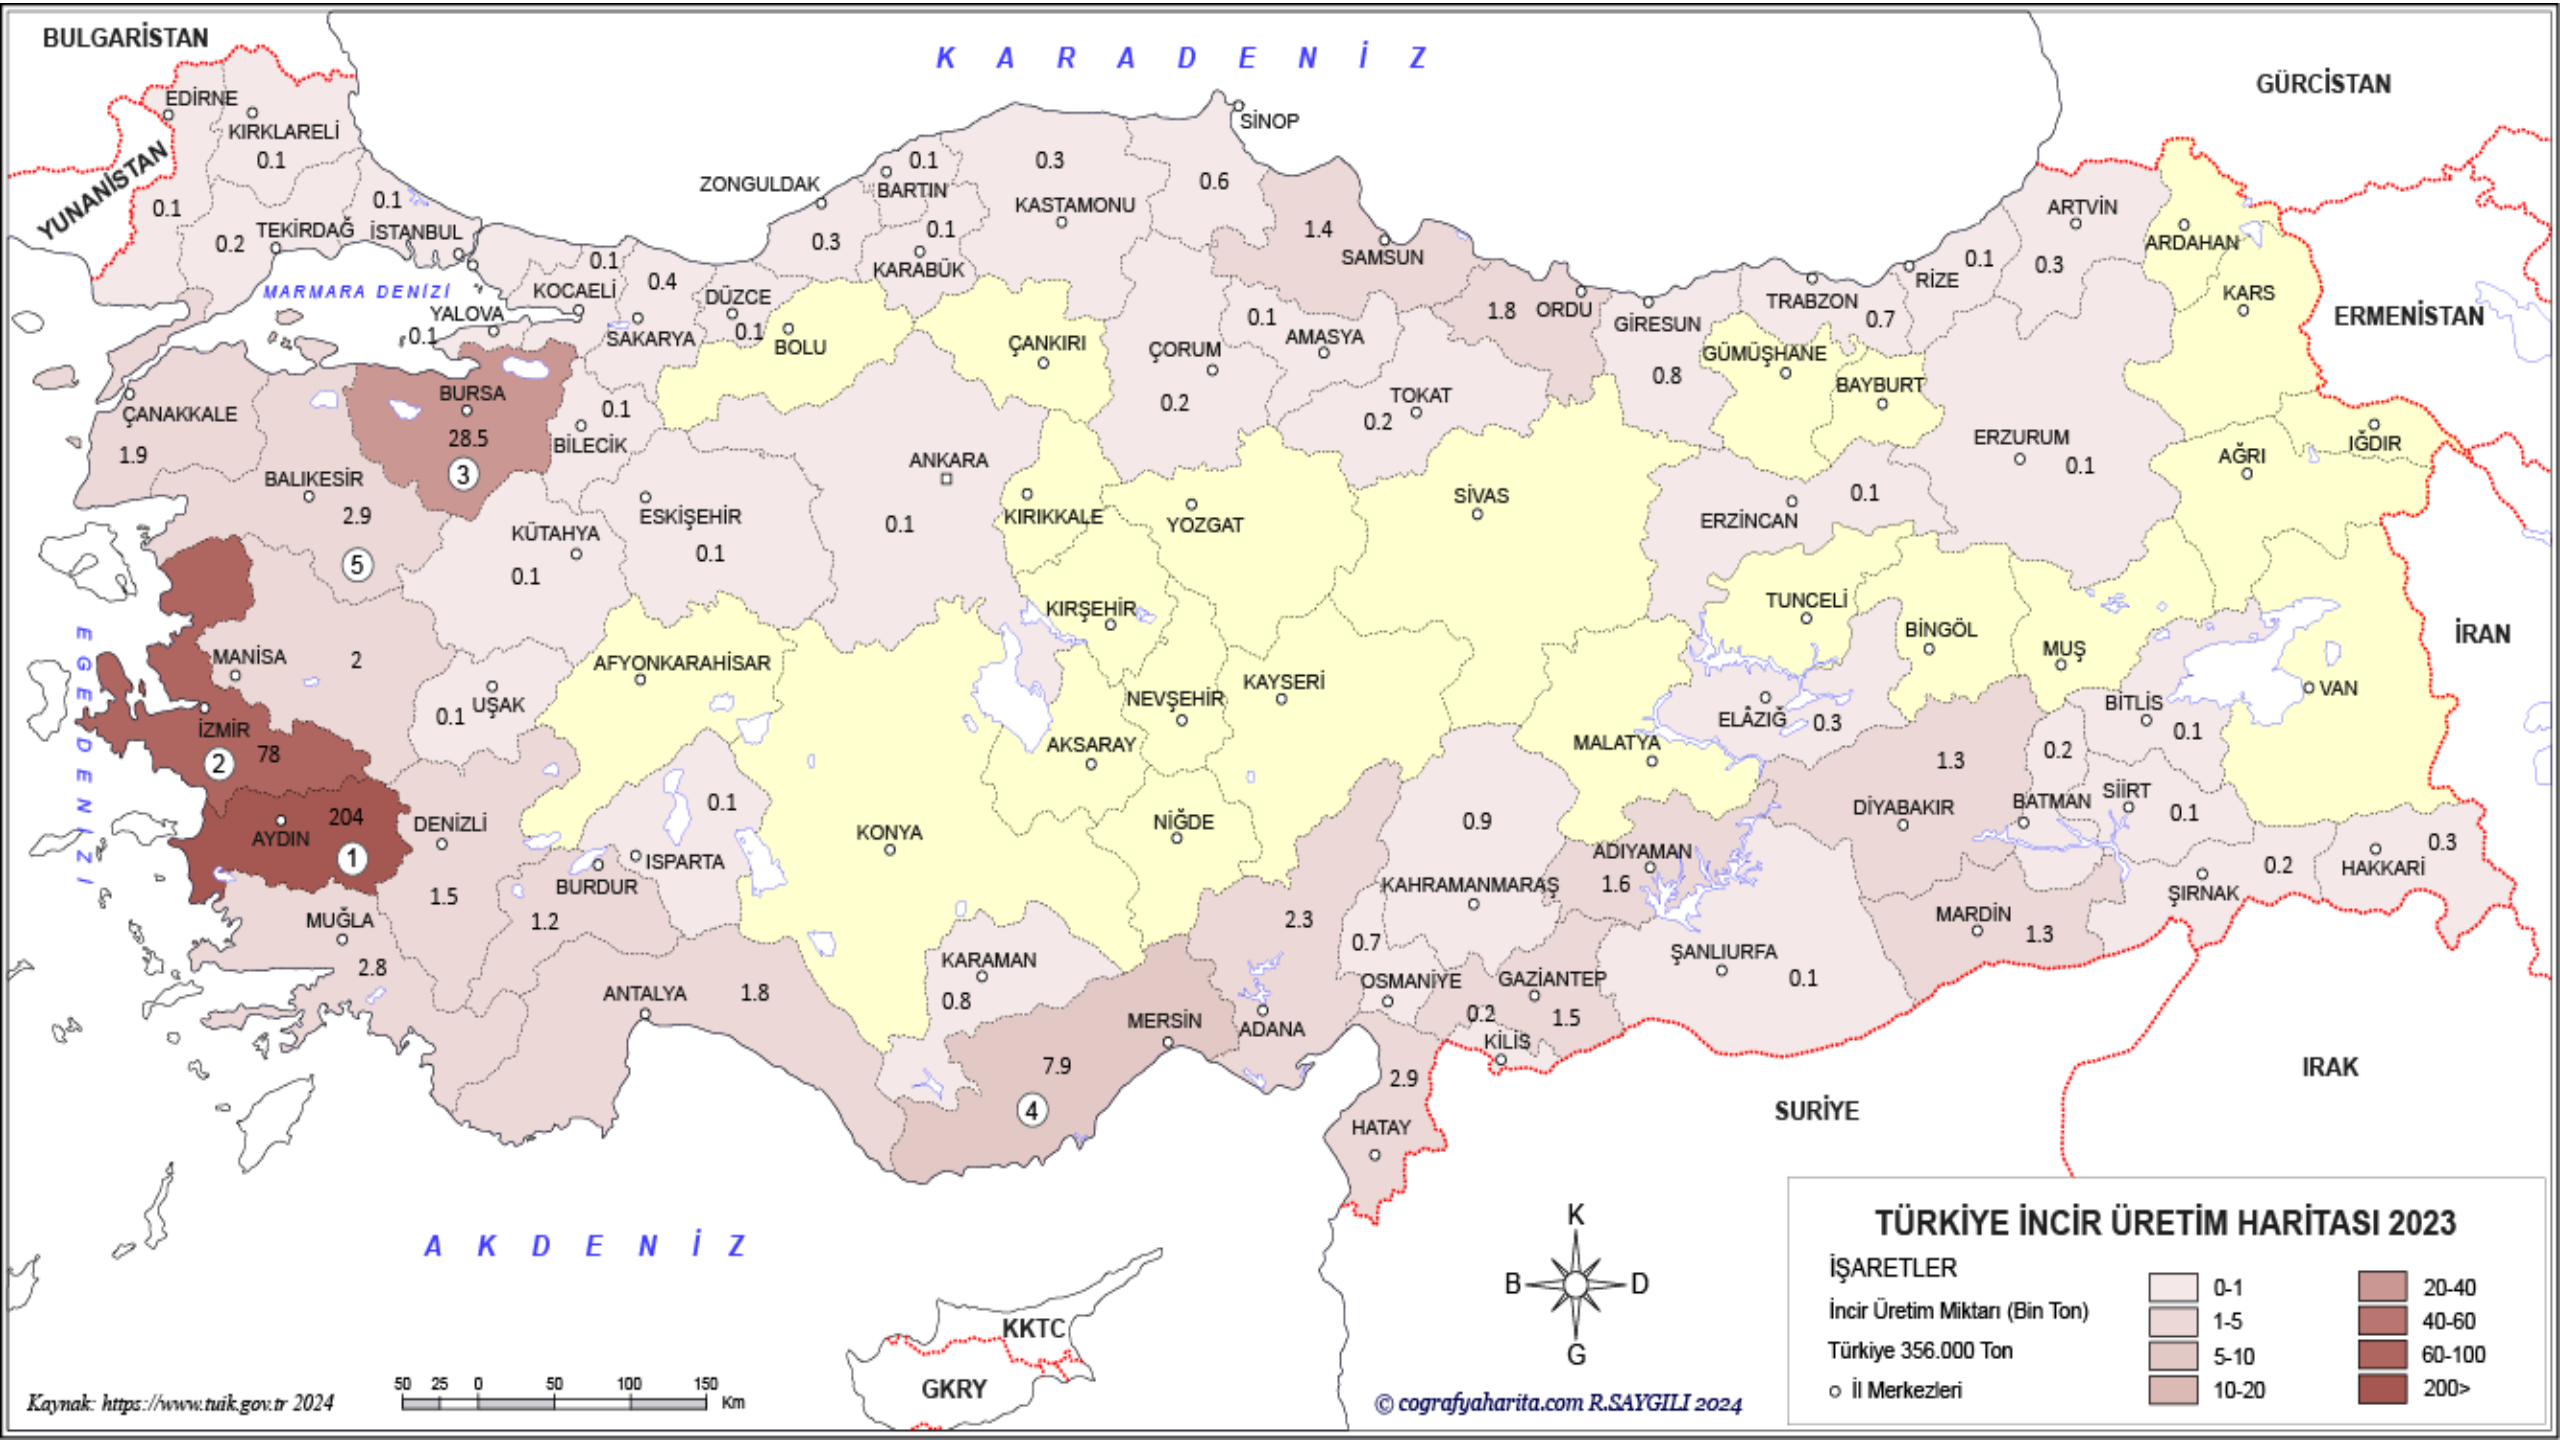 BULGARİSTAN
K A R A D E N İ Z
GÜRCİSTAN
EDİRNE
KIRKLARELİ
0.1
YUNANİSTAN
0.1
0.2
TEKİRDAĞ
0.1
İSTANBUL
MARMARA DENİZİ
ZONGULDAK
0.3
0.1
BARTIN
0.1
KARABÜK
0.3
KASTAMONU
SİNOP
0.6
1.4
SAMSUN
ARTVİN
0.3
ARDAHAN
KARS
ERMENİSTAN
0.1
KOCAELİ
YALOVA
0.1
0.4
SAKARYA
DÜZCE
0.1
BOLU
ÇANKIRI
ÇORUM
0.2
0.1
AMASYA
TOKAT
0.2
1.8
ORDU
GİRESUN
0.8
TRABZON
0.7
RİZE
0.1
GÜMÜŞHANE
BAYBURT
ERZURUM
0.1
AĞRI
IĞDIR
ÇANAKKALE
1.9
BURSA
28.5
3
BİLECİK
0.1
BALIKESİR
2.9
5
KÜTAHYA
0.1
ESKİŞEHİR
0.1
ANKARA
0.1
KIRIKKALE
YOZGAT
SİVAS
ERZİNCAN
0.1
KIRŞEHİR
TUNCELİ
BİNGÖL
MUŞ
İRAN
EGE DENİZİ
MANİSA
2
UŞAK
0.1
AFYONKARAHİSAR
AKSARAY
NEVŞEHİR
KAYSERİ
MALATYA
ELÂZIĞ
0.3
BİTLİS
0.1
VAN
İZMİR
78
2
204
AYDIN
1
DENİZLİ
1.5
ISPARTA
0.1
BURDUR
1.2
KONYA
NİĞDE
0.9
KAHRAMANMARAŞ
ADIYAMAN
1.6
1.3
DİYABAKIR
0.2
BATMAN
SİİRT
0.1
ŞIRNAK
0.2
HAKKARİ
0.3
MUĞLA
2.8
ANTALYA
1.8
KARAMAN
0.8
MERSİN
7.9
4
2.3
ADANA
0.7
OSMANİYE
GAZİANTEP
1.5
0.2
KİLİS
ŞANLIURFA
0.1
MARDİN
1.3
2.9
HATAY
SURİYE
IRAK
A K D E N İ Z
KKTC
GKRY
K
B
D
G
TÜRKİYE İNCİR ÜRETİM HARİTASI 2023
İŞARETLER
İncir Üretim Miktarı (Bin Ton)
Türkiye 356.000 Ton
İl Merkezleri
0-1
1-5
5-10
10-20
20-40
40-60
60-100
200>
Kaynak: https://www.tuik.gov.tr 2024
50 25 0 50 100 150
Km
© cografyaharita.com R.SAYGILI 2024